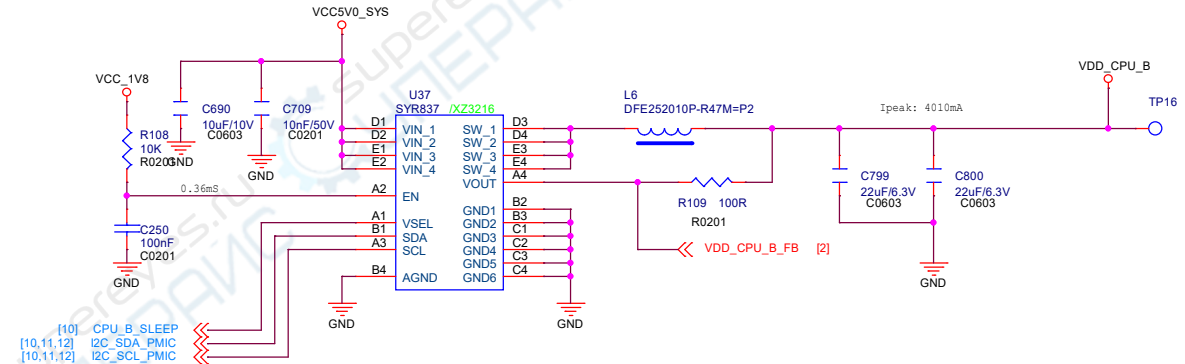 VCC5V0_SYS
VCC_1V8
VDD_CPU_B
R108
10K
R0201
C690
10uF/10V
C0603
GND
C709
10nF/50V
C0201
GND
U37
SYR837 /XZ3216
D1 VIN_1 SW_1 D3
D2 VIN_2 SW_2 D4
E1 VIN_3 SW_3 E3
E2 VIN_4 SW_4 E4
VOUT A4
A2 EN
GND1 B2
A1 VSEL GND2 B3
B1 SDA GND3 C1
A3 SCL GND4 C2
GND5 C3
B4 AGND GND6 C4
0.36mS
C250
100nF
C0201
GND
GND
GND
L6
DFE252010P-R47M=P2
Ipeak: 4010mA
TP16
R109 100R
R0201
VDD_CPU_B_FB [2]
C799
22uF/6.3V
C0603
C800
22uF/6.3V
C0603
GND
[10] CPU_B_SLEEP
[10,11,12] I2C_SDA_PMIC
[10,11,12] I2C_SCL_PMIC